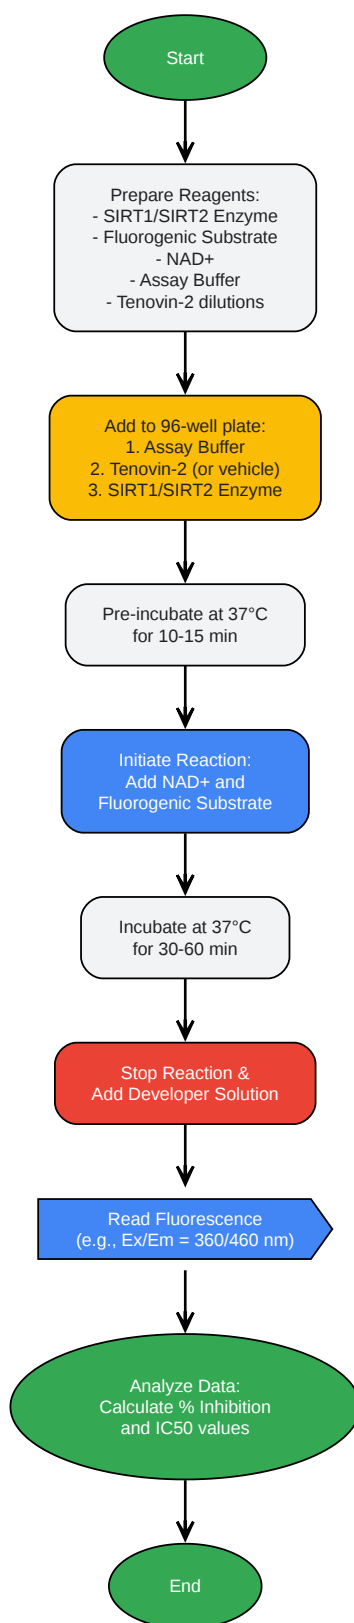 Start
Prepare Reagents:
- SIRT1/SIRT2 Enzyme
- Fluorogenic Substrate
- NAD+
- Assay Buffer
- Tenovin-2 dilutions
Add to 96-well plate:
1. Assay Buffer
2. Tenovin-2 (or vehicle)
3. SIRT1/SIRT2 Enzyme
Pre-incubate at 37°C
for 10-15 min
Initiate Reaction:
Add NAD+ and
Fluorogenic Substrate
Incubate at 37°C
for 30-60 min
Stop Reaction &
Add Developer Solution
Read Fluorescence
(e.g., Ex/Em = 360/460 nm)
Analyze Data:
Calculate % Inhibition
and IC50 values
End